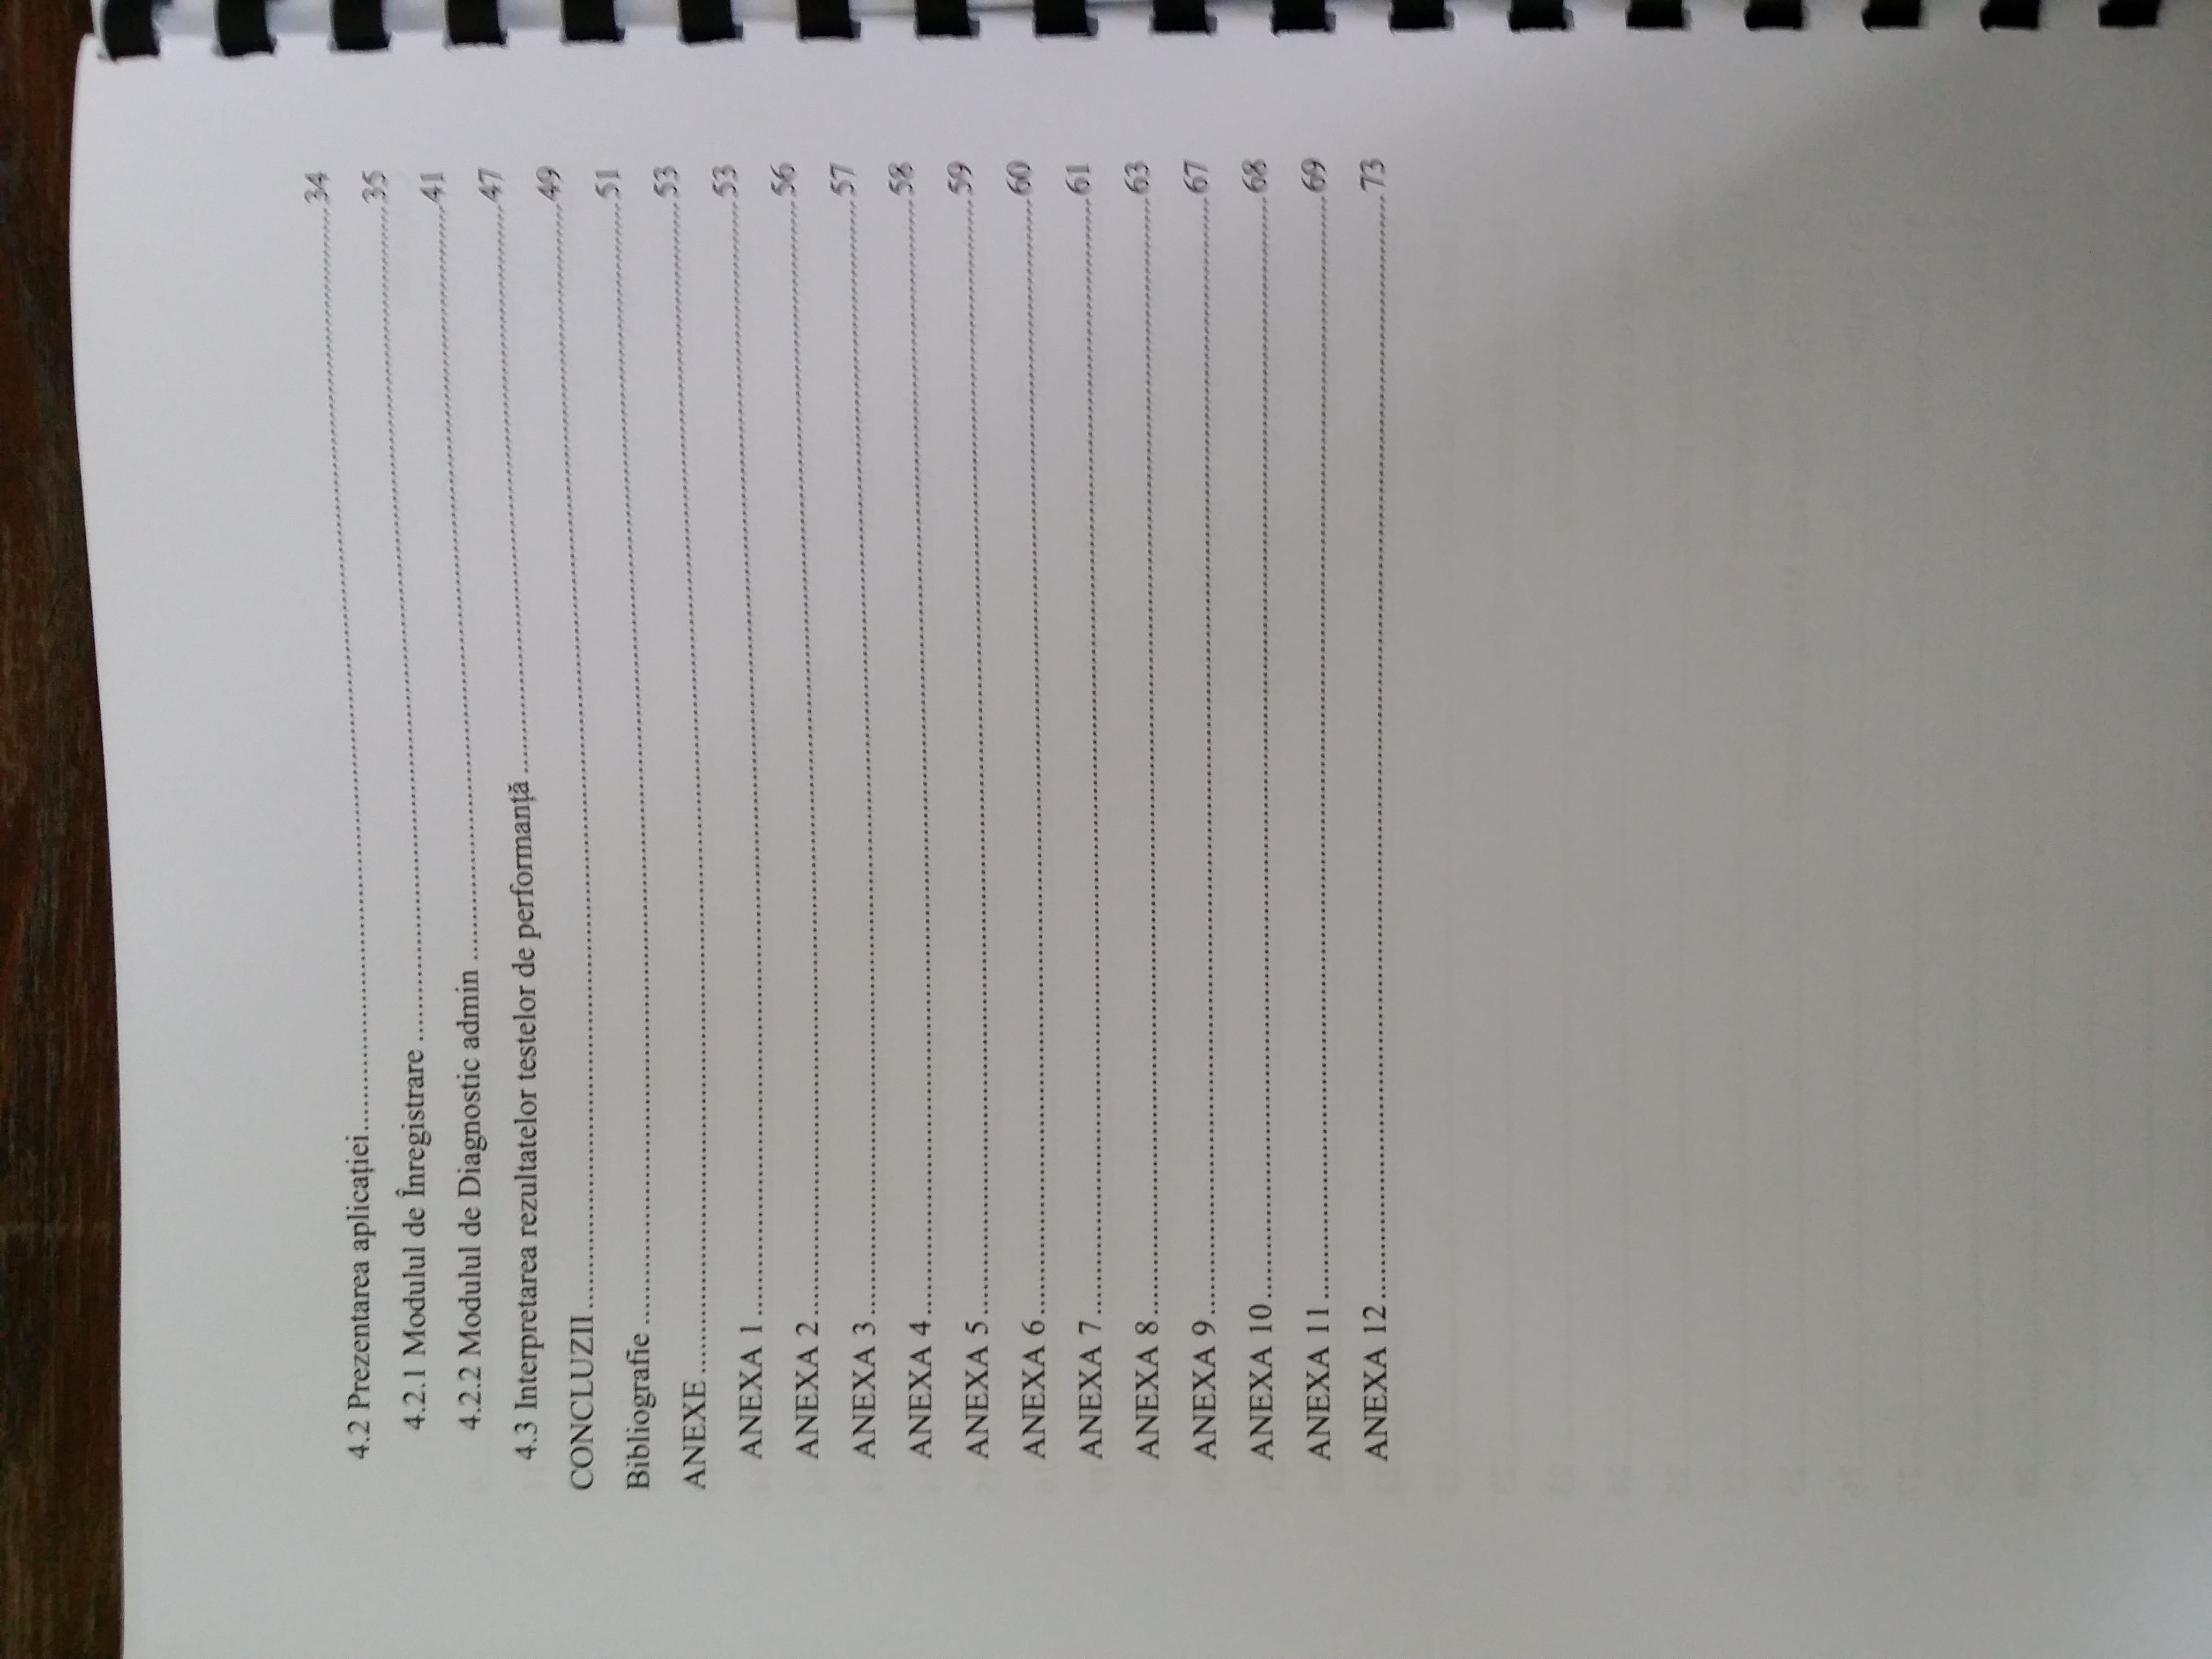 4.2 Prezentarea aplicației....................34
4.2.1 Modulul de Înregistrare ....................35
4.2.2 Modulul de Diagnostic admin ....................41
4.3 Interpretarea rezultatelor testelor de performanță ....................47
CONCLUZII....................49
Bibliografie ....................51
ANEXE....................53
ANEXA 1....................53
ANEXA 2....................56
ANEXA 3....................57
ANEXA 4....................58
ANEXA 5....................59
ANEXA 6....................60
ANEXA 7....................61
ANEXA 8....................63
ANEXA 9....................67
ANEXA 10....................68
ANEXA 11....................69
ANEXA 12....................73